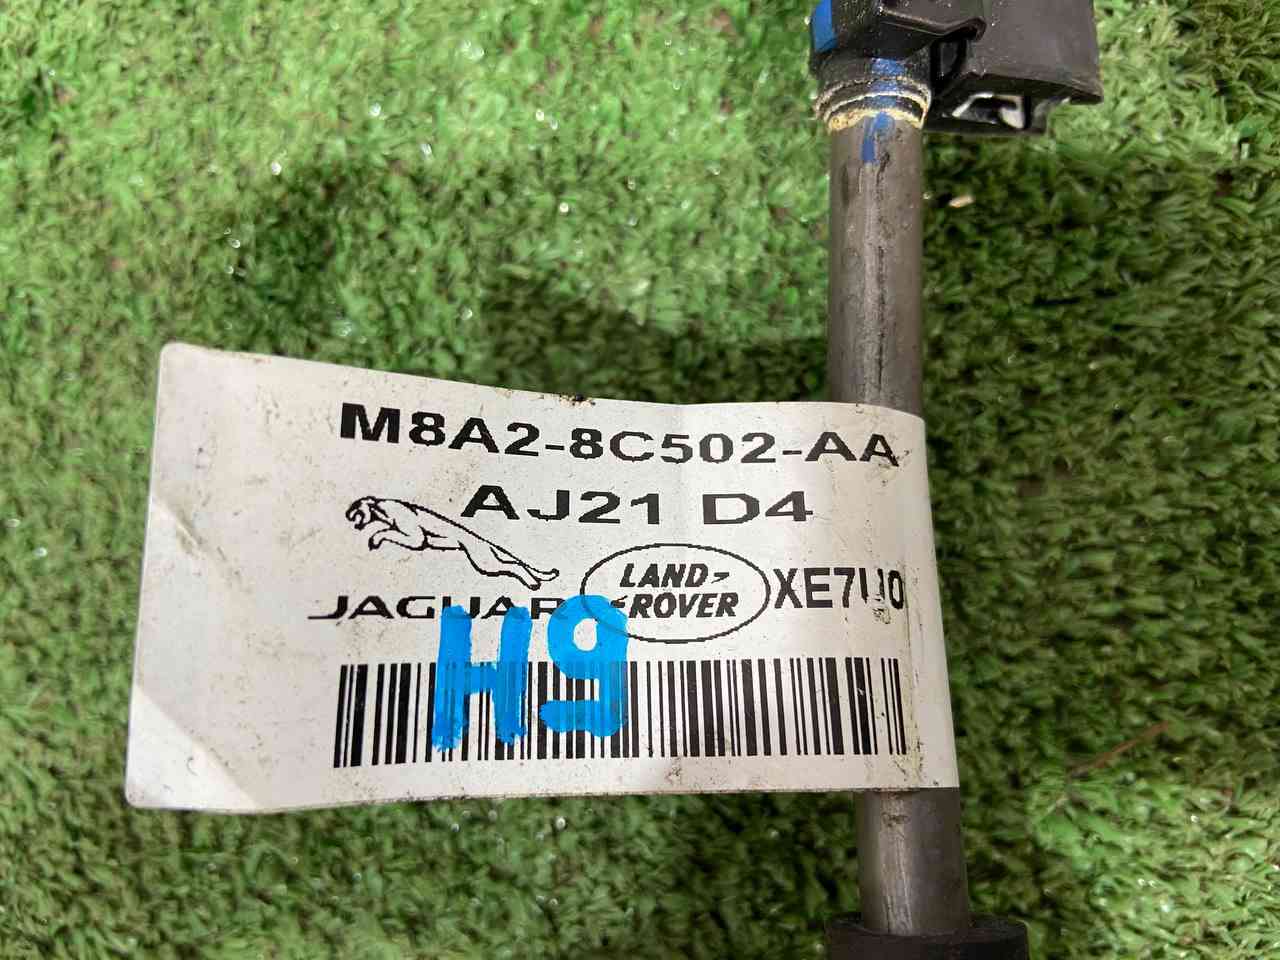 M8A2-8C502-AA
AJ21 D4
JAGUAR
LAND
ROVER
H9